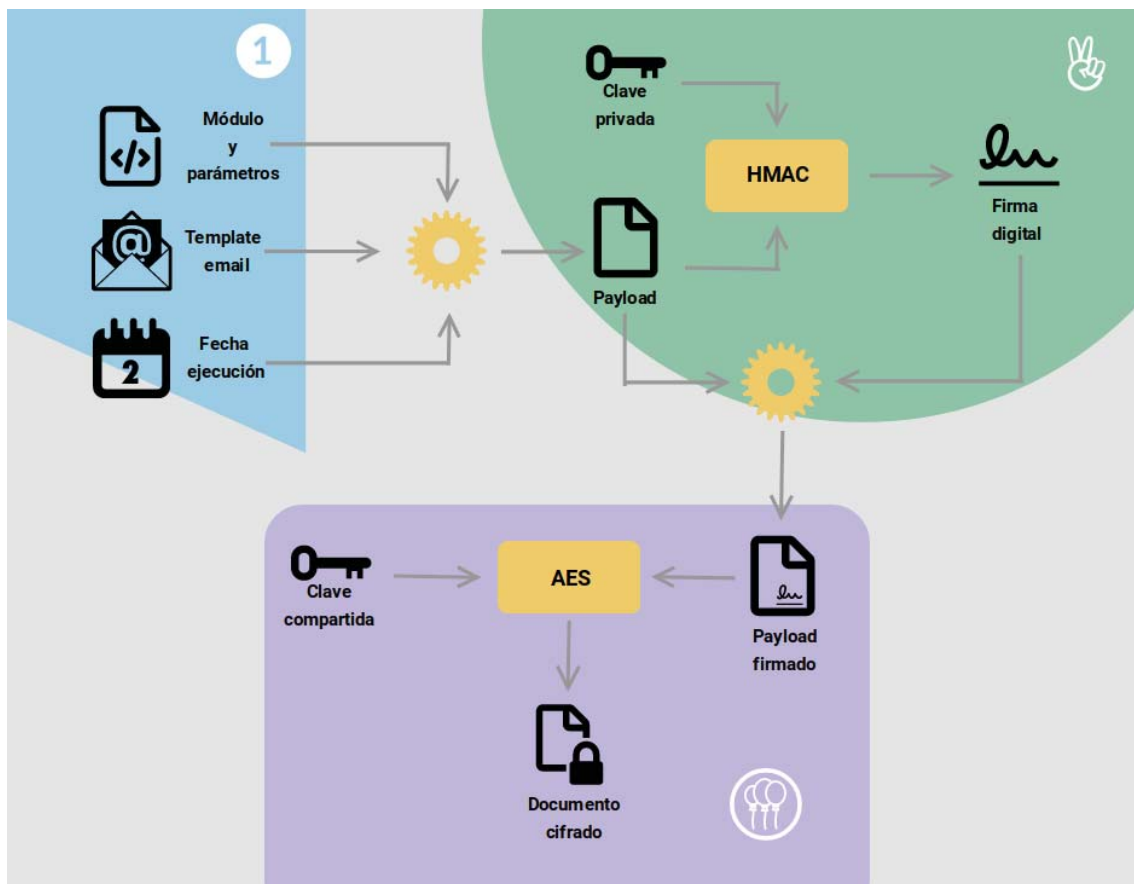 1
Módulo
y
parámetros
Template
email
Fecha
ejecución
2
Clave
privada
HMAC
Payload
Firma
digital
Clave
compartida
AES
Payload
firmado
Documento
cifrado